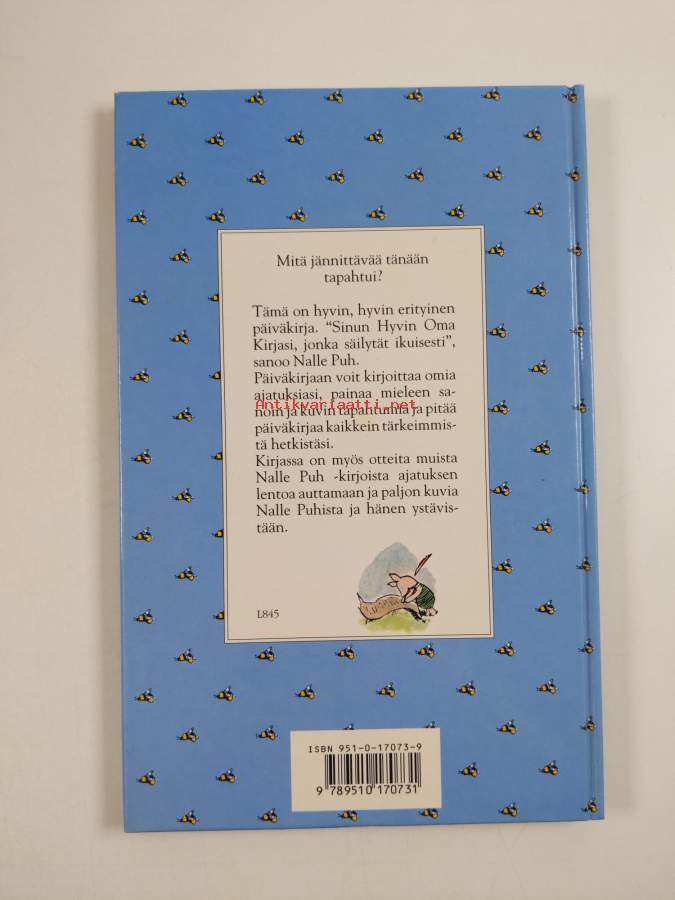 Mitä jännittävää tänään
tapahtui?
Tämä on hyvin, hyvin erityinen
päiväkirja. “Sinun Hyvin Oma
Kirjasi, jonka säilytät ikuisesti”,
sanoo Nalle Puh.
Päiväkirjaan voit kirjoittaa omia
ajatuksiasi, painaa mieleen sa-
Antikvariaatti.net
noin ja kuvin tapahtumia ja pitää
päiväkirjaa kaikkein tärkeimmis-
tä hetkistäsi.
Kirjassa on myös otteita muista
Nalle Puh -kirjoista ajatuksen
lentoa auttamaan ja paljon kuvia
Nalle Puhista ja hänen ystävis-
tään.
L845
ISBN 951-0-17073-9
9 789510 170731